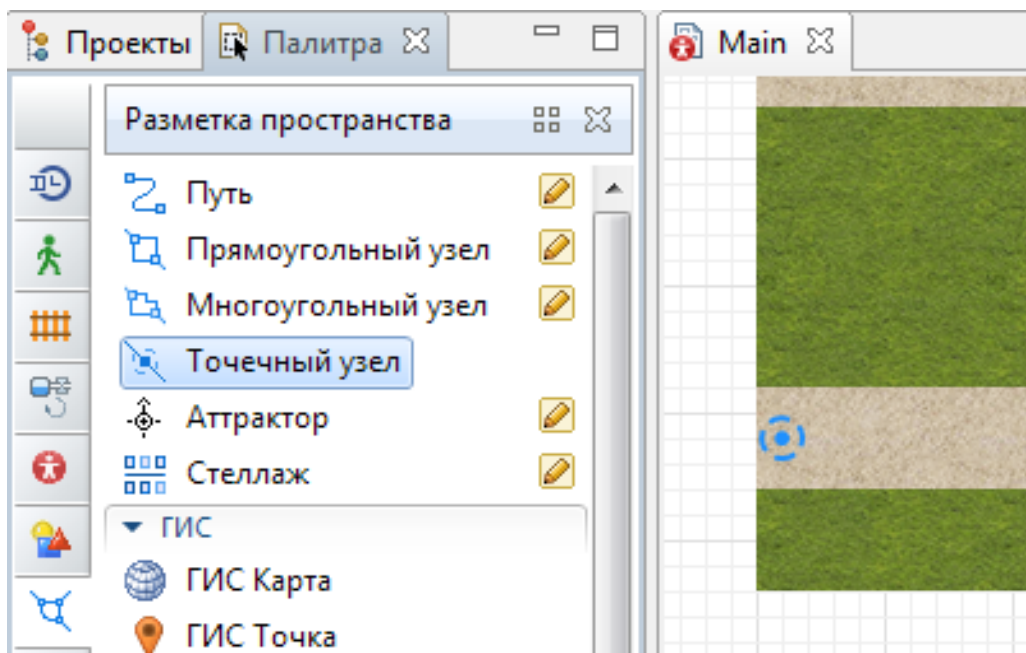 Проекты
Палитра
Main
Разметка пространства
Путь
Прямоугольный узел
Многоугольный узел
Точечный узел
Аттрактор
Стеллаж
ГИС
ГИС Карта
ГИС Точка